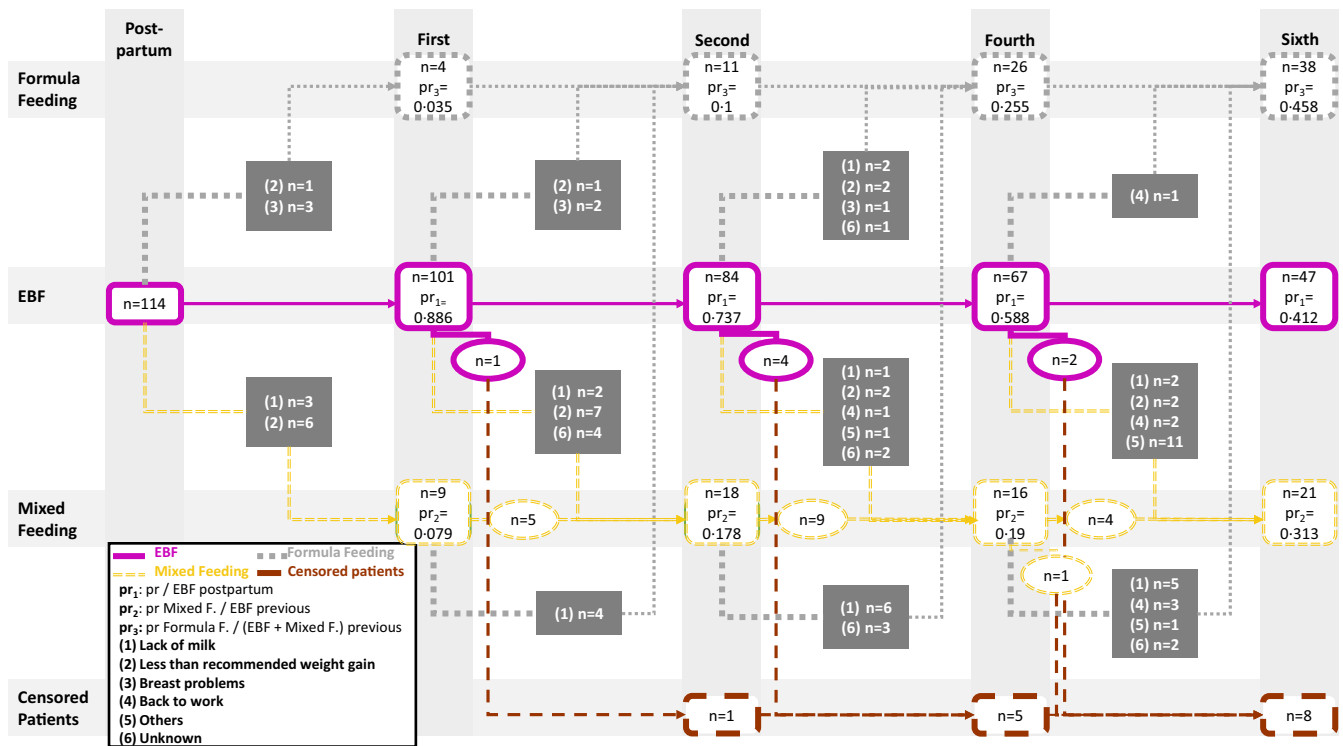 Post-
partum
First
Second
Fourth
Sixth
Formula
Feeding
n=4
pr3=
0·035
n=11
pr3=
0·1
n=26
pr3=
0·255
n=38
pr3=
0·458
(2) n=1
(3) n=3
(2) n=1
(3) n=2
(1) n=2
(2) n=2
(3) n=1
(6) n=1
(4) n=1
EBF
n=114
n=101
pr1=
0·886
n=84
pr1=
0·737
n=67
pr1=
0·588
n=47
pr1=
0·412
n=1
n=4
n=2
(1) n=3
(2) n=6
(1) n=2
(2) n=7
(6) n=4
(1) n=1
(2) n=2
(4) n=1
(5) n=1
(6) n=2
(1) n=2
(2) n=2
(4) n=2
(5) n=11
Mixed
Feeding
n=9
pr2=
0·079
n=5
n=18
pr2=
0·178
n=9
n=16
pr2=
0·19
n=4
n=21
pr2=
0·313
n=1
(1) n=4
(1) n=6
(6) n=3
(1) n=5
(4) n=3
(5) n=1
(6) n=2
EBF Formula Feeding
Mixed Feeding Censored patients
pr1: pr / EBF postpartum
pr2: pr Mixed F. / EBF previous
pr3: pr Formula F. / (EBF + Mixed F.) previous
(1) Lack of milk
(2) Less than recommended weight gain
(3) Breast problems
(4) Back to work
(5) Others
(6) Unknown
Censored
Patients
n=1
n=5
n=8